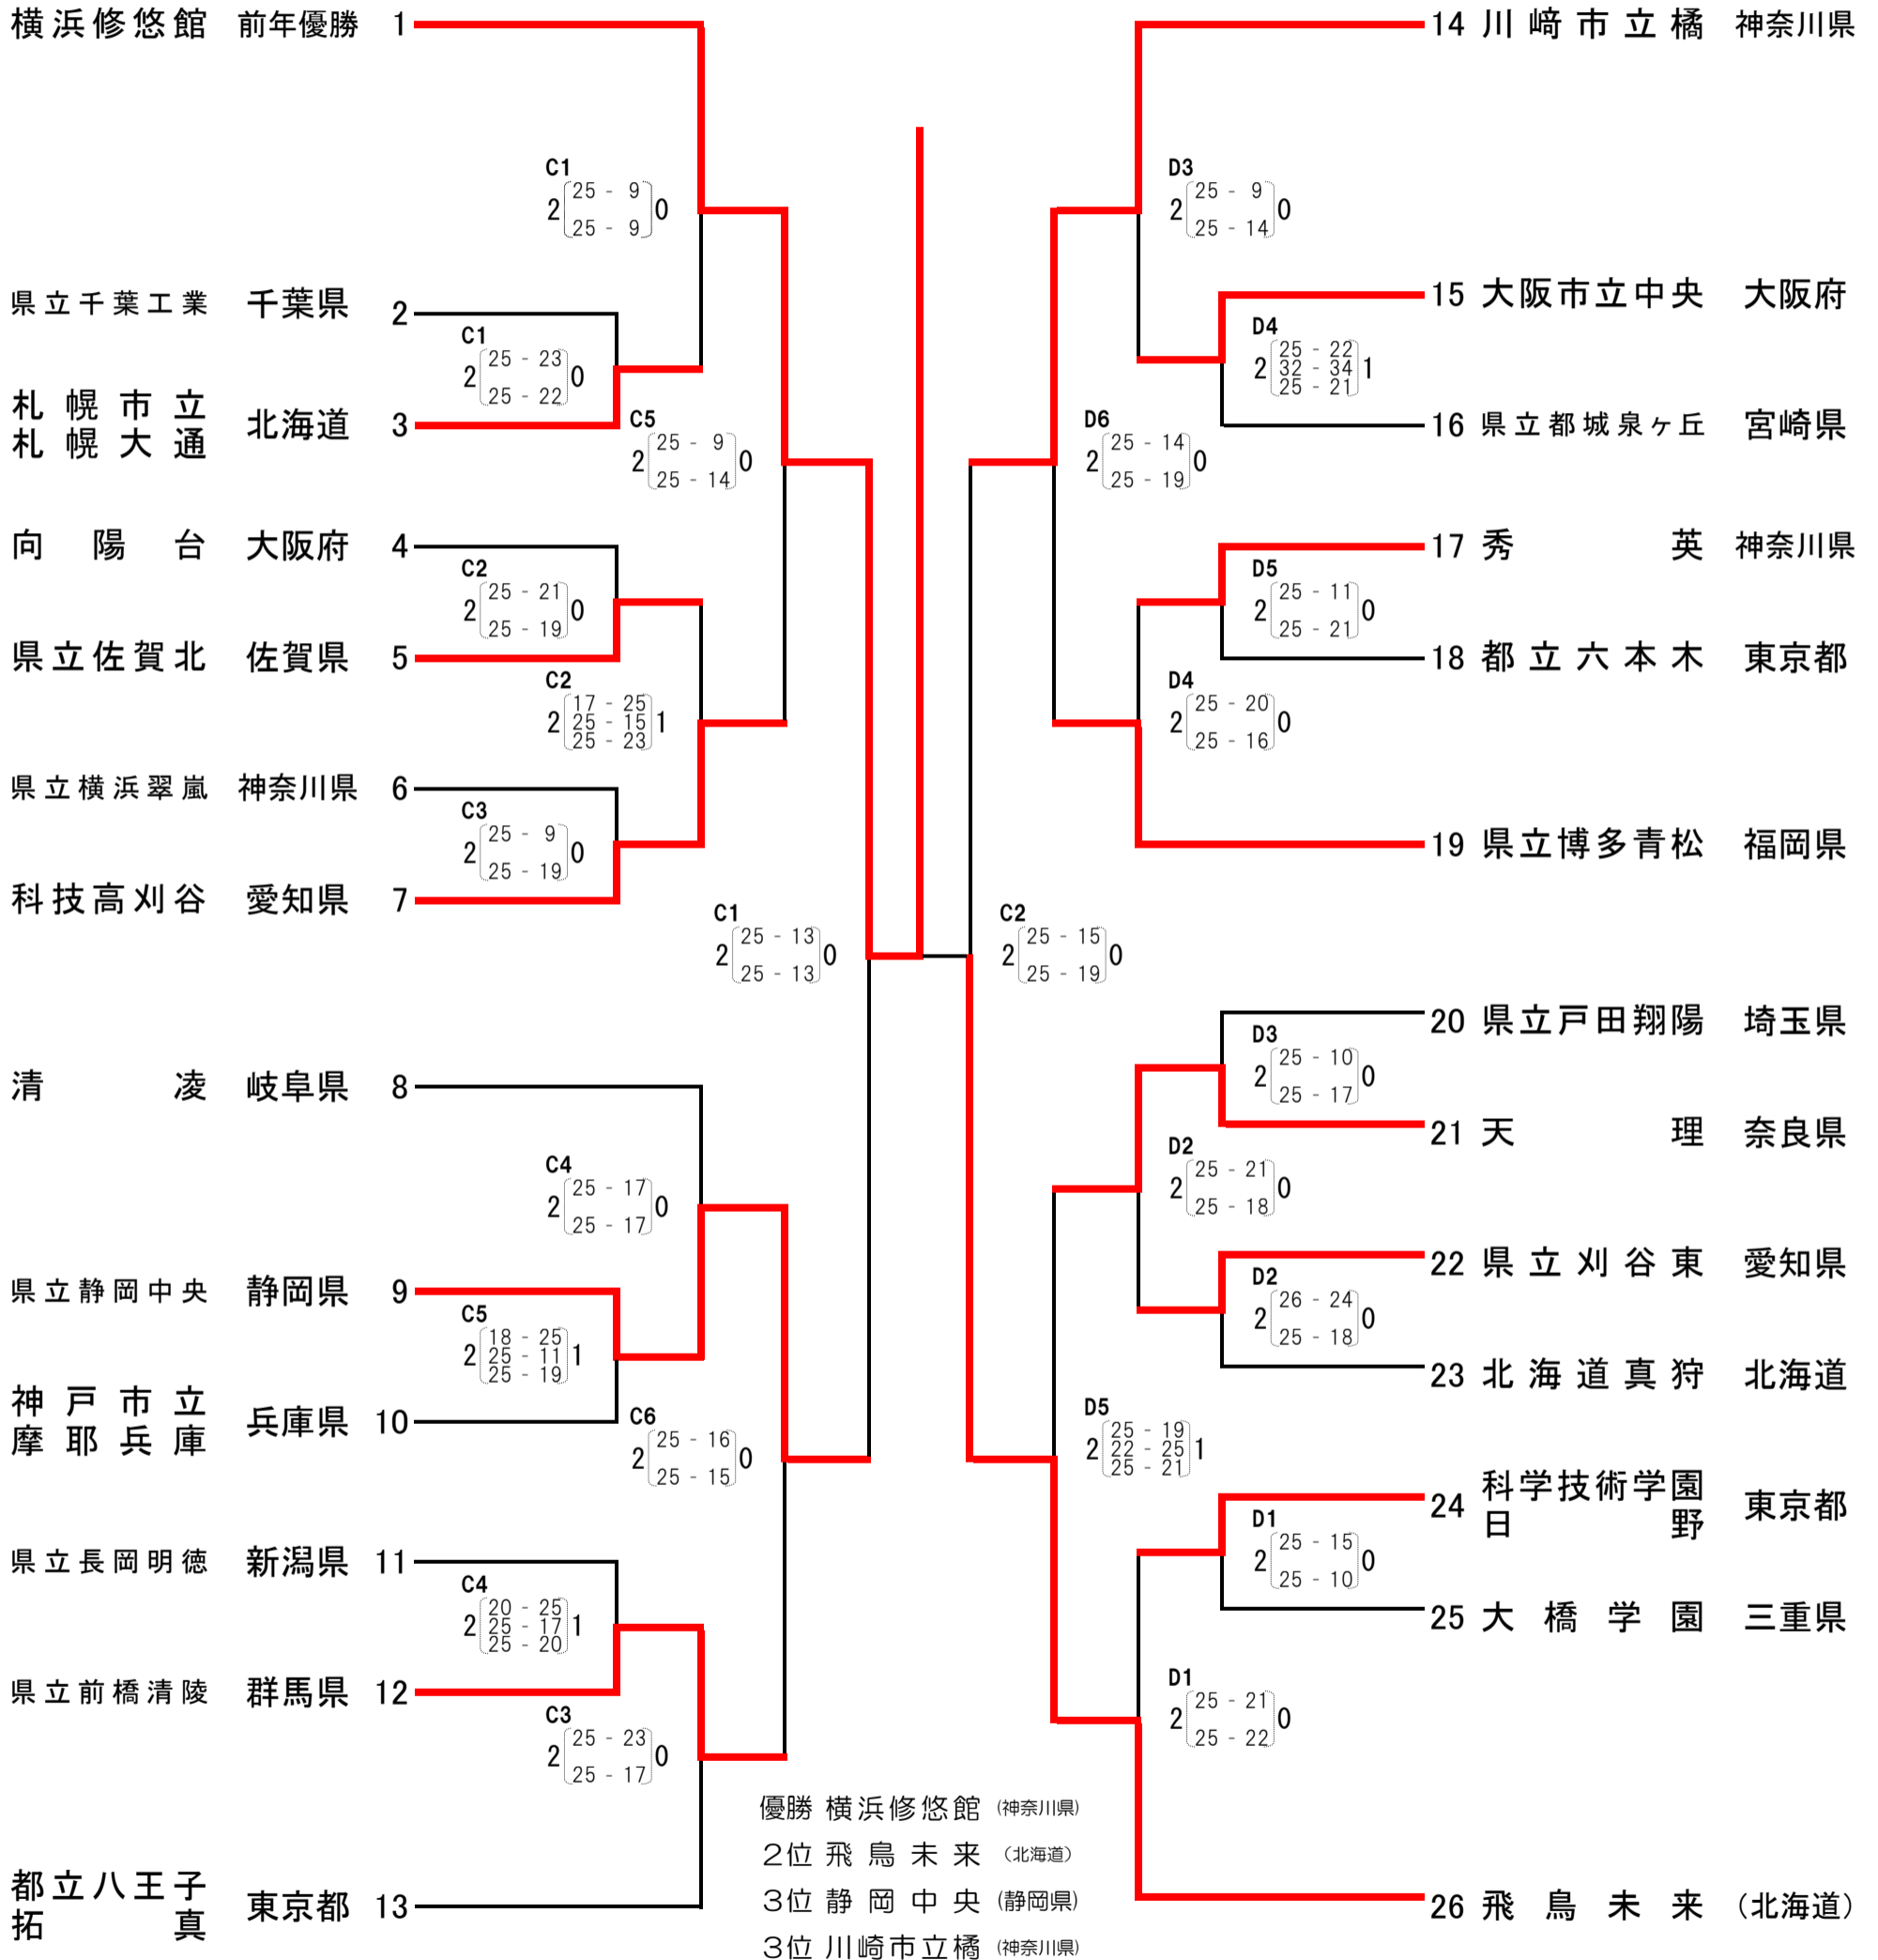 横浜修悠館 前年優勝 1
C1
2 25 - 9 0
25 - 9
県立千葉工業 千葉県 2
C1
2 25 - 23 0
25 - 22
札幌市立
札幌大通 北海道 3
C5
2 25 - 9 0
25 - 14
向陽台 大阪府 4
C2
2 25 - 21 0
25 - 19
県立佐賀北 佐賀県 5
C2
17 - 25
2 25 - 15 1
25 - 23
県立横浜翠嵐 神奈川県 6
C3
2 25 - 9 0
25 - 19
科技高刈谷 愛知県 7
C1
2 25 - 13 0
25 - 13
清凌 岐阜県 8
C4
2 25 - 17 0
25 - 17
県立静岡中央 静岡県 9
C5
18 - 25
2 25 - 11 1
25 - 19
神戸市立
摩耶兵庫 兵庫県 10
C6
2 25 - 16 0
25 - 15
県立長岡明徳 新潟県 11
C4
20 - 25
2 25 - 17 1
25 - 20
県立前橋清陵 群馬県 12
C3
2 25 - 23 0
25 - 17
都立八王子
拓真 東京都 13
14 川﨑市立橘 神奈川県
D3
2 25 - 9 0
25 - 14
15 大阪市立中央 大阪府
D4
25 - 22
2 32 - 34 1
25 - 21
16 県立都城泉ヶ丘 宮崎県
D6
2 25 - 14 0
25 - 19
17 秀英 神奈川県
D5
2 25 - 11 0
25 - 21
18 都立六本木 東京都
D4
2 25 - 20 0
25 - 16
19 県立博多青松 福岡県
C2
2 25 - 15 0
25 - 19
20 県立戸田翔陽 埼玉県
D3
2 25 - 10 0
25 - 17
21 天理 奈良県
D2
2 25 - 21 0
25 - 18
22 県立刈谷東 愛知県
D2
2 26 - 24 0
25 - 18
23 北海道真狩 北海道
D5
25 - 19
2 22 - 25 1
25 - 21
24 科学技術学園
日野 東京都
D1
2 25 - 15 0
25 - 10
25 大橋学園 三重県
D1
2 25 - 21 0
25 - 22
26 飛鳥未来 （北海道）
優勝 横浜修悠館 (神奈川県)
2位 飛鳥未来 （北海道）
3位 静岡中央 (静岡県)
3位 川崎市立橘 (神奈川県)